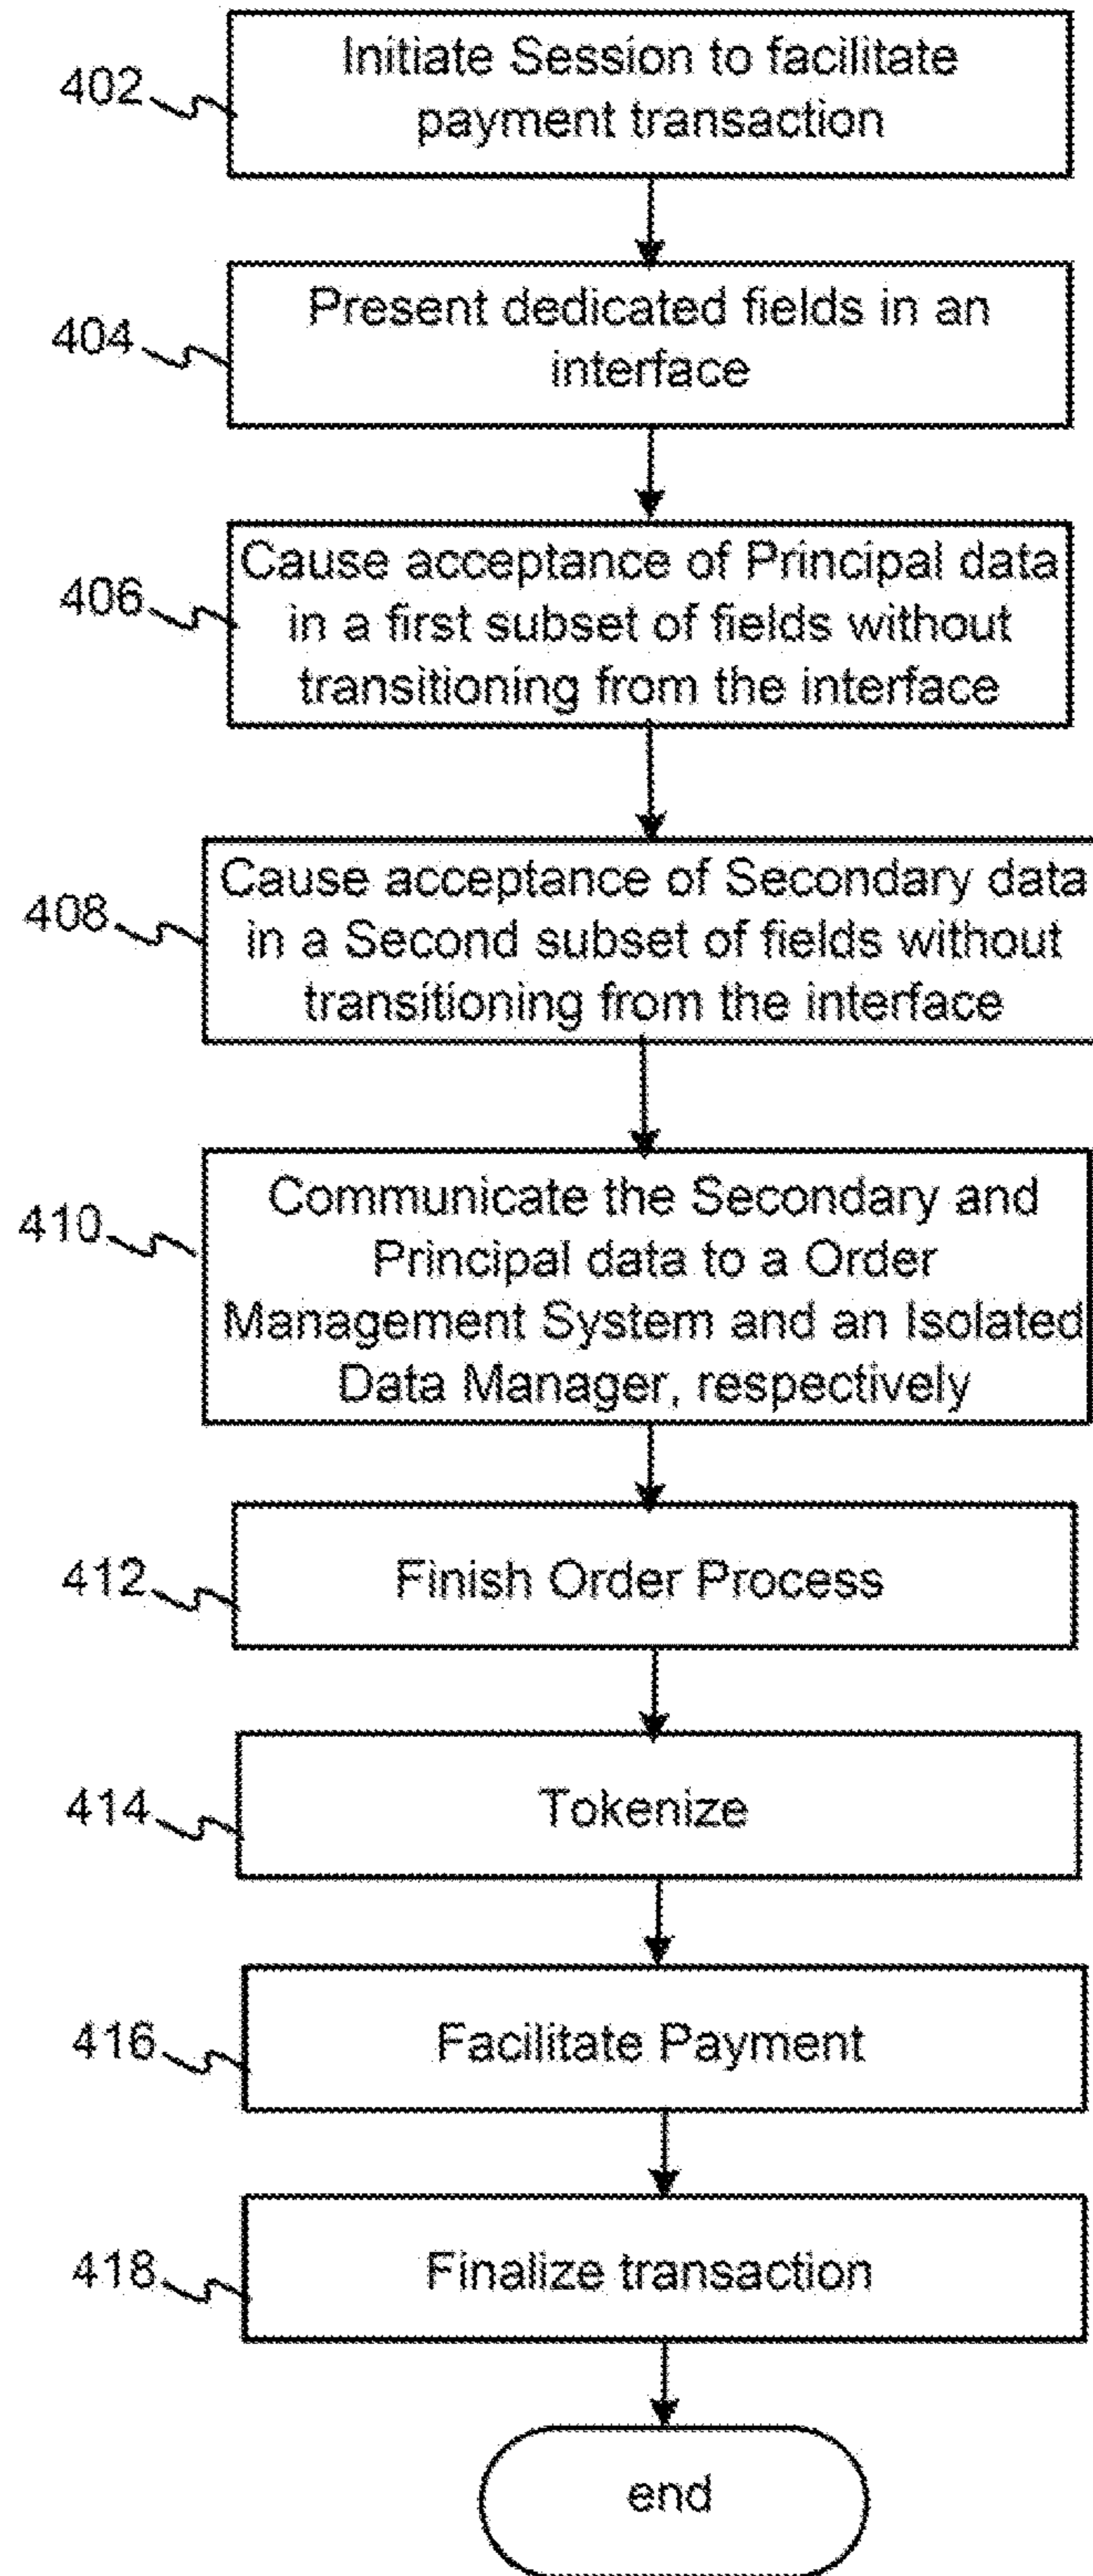 402
Initiate Session to facilitate
payment transaction
404
Present dedicated fields in an
interface
406
Cause acceptance of Principal data
in a first subset of fields without
transitioning from the interface
408
Cause acceptance of Secondary data
in a Second subset of fields without
transitioning from the interface
410
Communicate the Secondary and
Principal data to a Order
Management System and an Isolated
Data Manager, respectively
412
Finish Order Process
414
Tokenize
416
Facilitate Payment
418
Finalize transaction
end